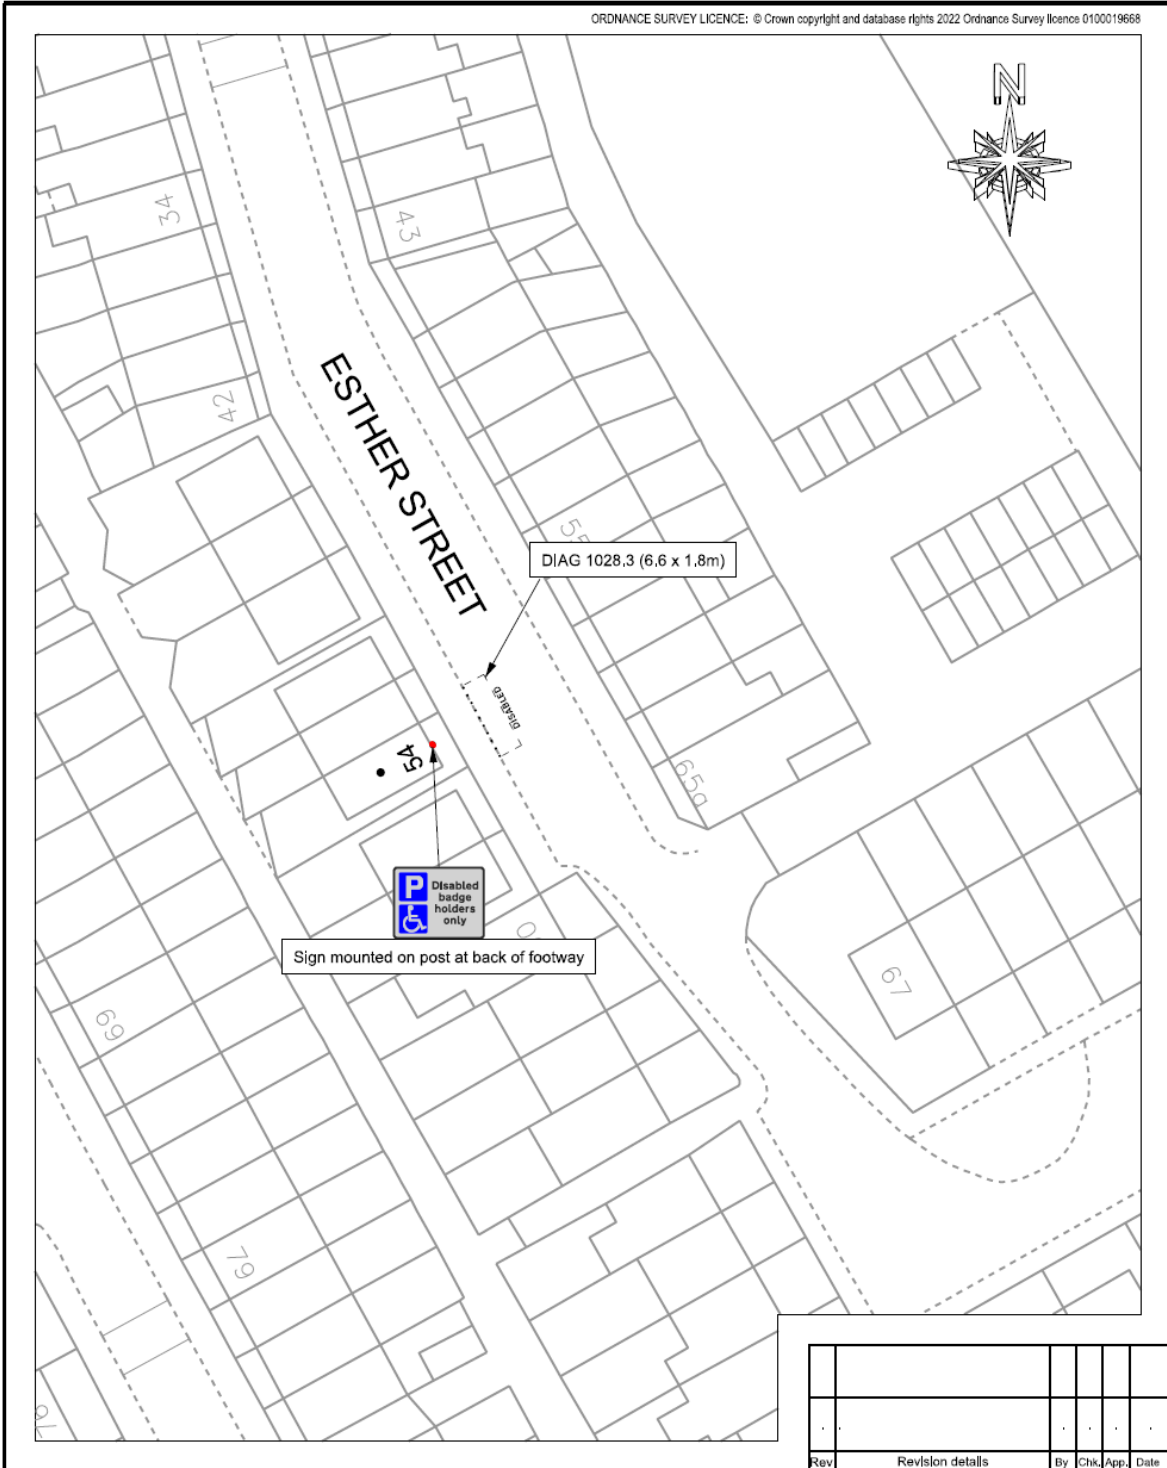 ORDNANCE SURVEY LICENCE: © Crown copyright and database rights 2022 Ordnance Survey licence 0100019668
N
34
43
42
ESTHER STREET
DIAG 1028.3 (6.6 x 1.8m)
DISABLED
54
65a
P
Disabled
badge
holders
only
Sign mounted on post at back of footway
67
69
79
Rev
Revision details
By
Chk.
App.
Date